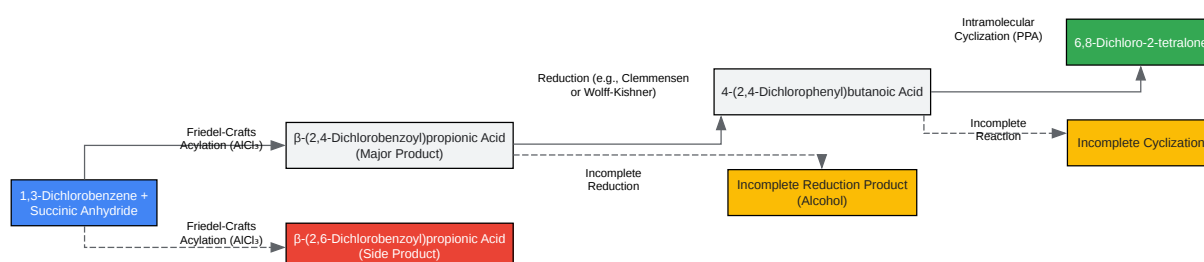 Intramolecular
Cyclization (PPA)
6,8-Dichloro-2-tetralone
Reduction (e.g., Clemmensen
or Wolff-Kishner)
4-(2,4-Dichlorophenyl)butanoic Acid
Friedel-Crafts
Acylation (AlCl₃)
β-(2,4-Dichlorobenzoyl)propionic Acid
(Major Product)
Incomplete
Reaction
Incomplete Cyclization
Incomplete
Reduction
Incomplete Reduction Product
(Alcohol)
1,3-Dichlorobenzene +
Succinic Anhydride
Friedel-Crafts
Acylation (AlCl₃)
β-(2,6-Dichlorobenzoyl)propionic Acid
(Side Product)